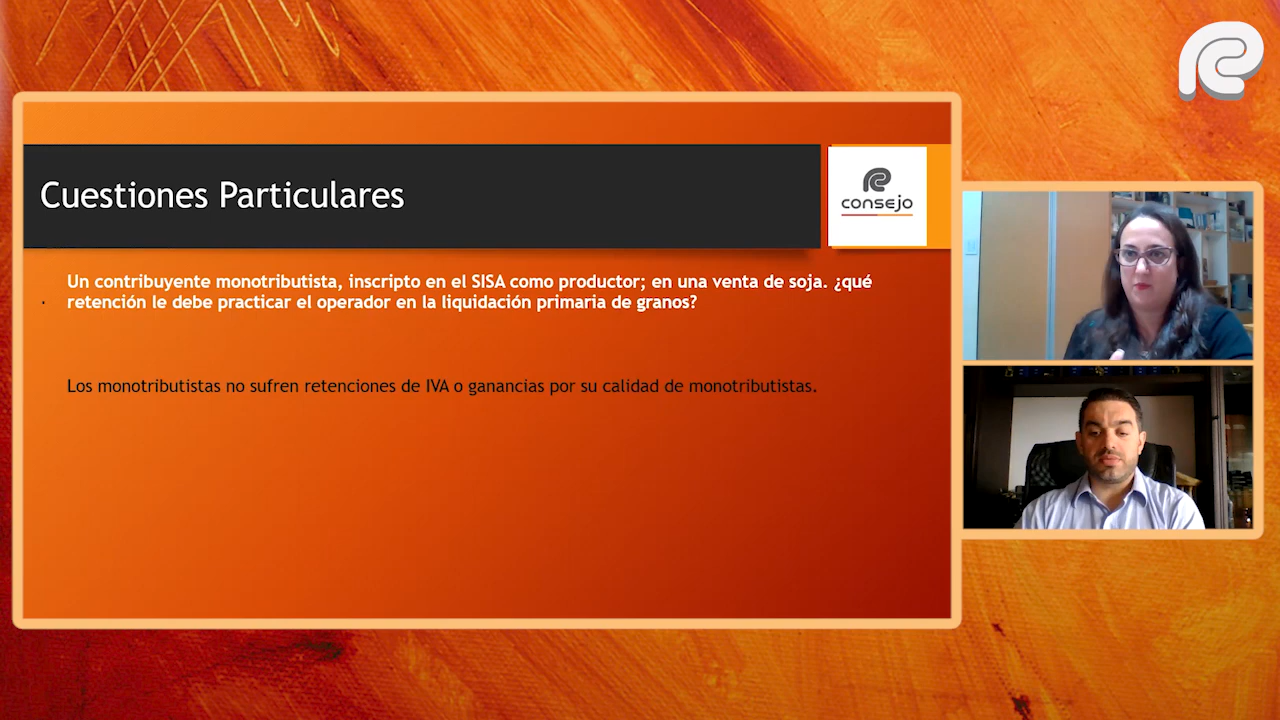 Cuestiones Particulares
consejo
Un contribuyente monotributista, inscripto en el SISA como productor; en una venta de soja. ¿qué
retención le debe practicar el operador en la liquidación primaria de granos?
Los monotributistas no sufren retenciones de IVA o ganancias por su calidad de monotributistas.